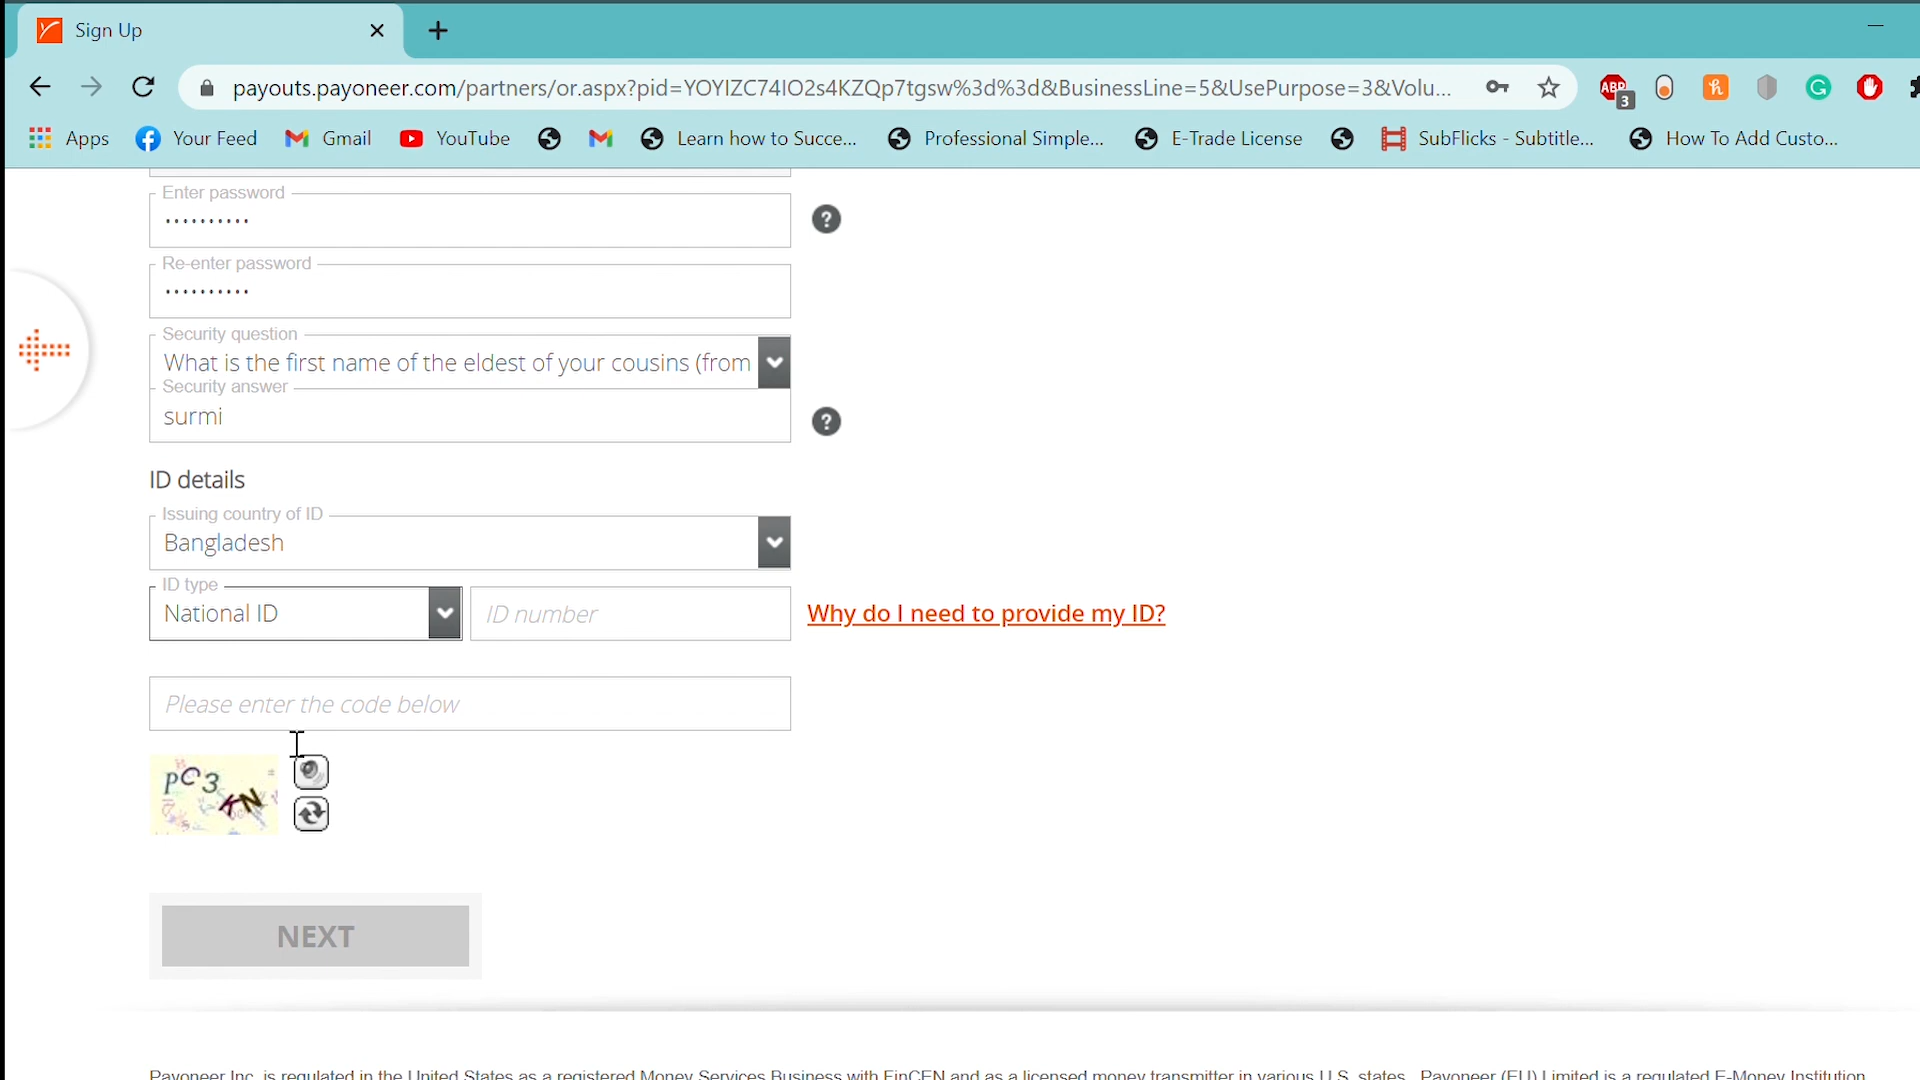 Sign Up
payouts.payoneer.com/partners/or.aspx?pid=YOYIZC74IO2s4KZQp7tgsw%3d%3d&BusinessLine=5&UsePurpose=3&Volu...
ABP 3
Apps Your Feed Gmail YouTube Learn how to Succe... Professional Simple... E-Trade License SubFlicks - Subtitle... How To Add Custo...
Enter password
••••••••••
?
Re-enter password
••••••••••
Security question
What is the first name of the eldest of your cousins (from
Security answer
surmi
?
ID details
Issuing country of ID
Bangladesh
ID type
National ID
ID number
Why do I need to provide my ID?
Please enter the code below
PC3
KN
NEXT
Payoneer Inc. is regulated in the United States as a registered Money Services Business with FinCEN and as a licensed money transmitter in various U.S. states. Payoneer (EU) Limited is a regulated E-Money Institution